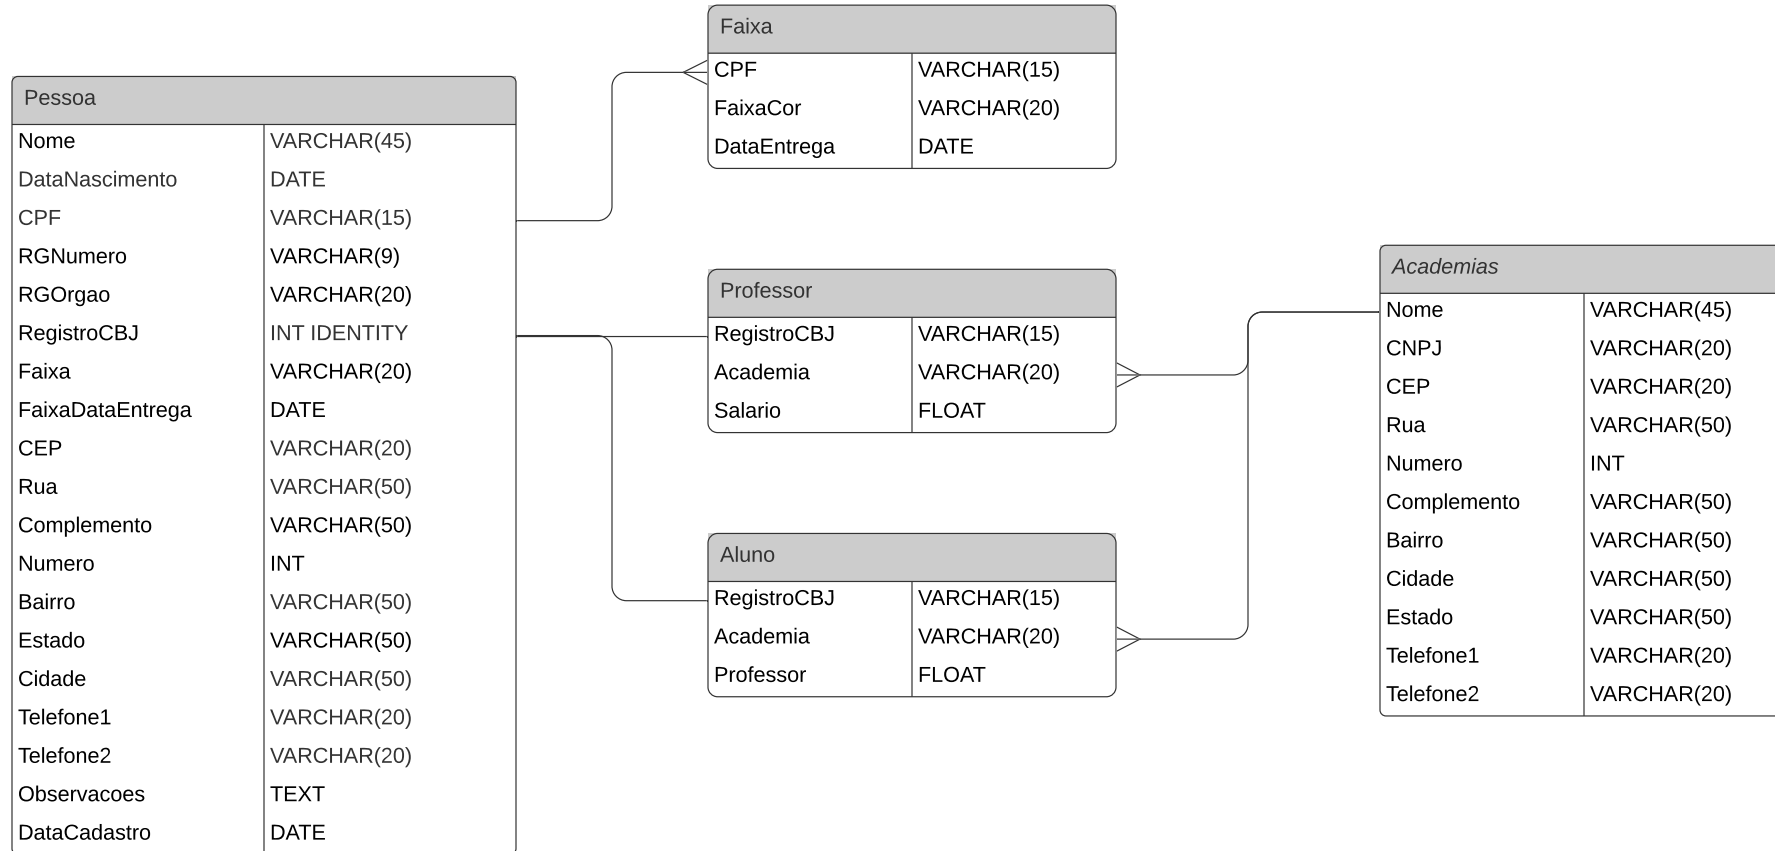 Pessoa
Nome VARCHAR(45)
DataNascimento DATE
CPF VARCHAR(15)
RGNumero VARCHAR(9)
RGOrgao VARCHAR(20)
RegistroCBJ INT IDENTITY
Faixa VARCHAR(20)
FaixaDataEntrega DATE
CEP VARCHAR(20)
Rua VARCHAR(50)
Complemento VARCHAR(50)
Numero INT
Bairro VARCHAR(50)
Estado VARCHAR(50)
Cidade VARCHAR(50)
Telefone1 VARCHAR(20)
Telefone2 VARCHAR(20)
Observacoes TEXT
DataCadastro DATE
Faixa
CPF VARCHAR(15)
FaixaCor VARCHAR(20)
DataEntrega DATE
Professor
RegistroCBJ VARCHAR(15)
Academia VARCHAR(20)
Salario FLOAT
Aluno
RegistroCBJ VARCHAR(15)
Academia VARCHAR(20)
Professor FLOAT
Academias
Nome VARCHAR(45)
CNPJ VARCHAR(20)
CEP VARCHAR(20)
Rua VARCHAR(50)
Numero INT
Complemento VARCHAR(50)
Bairro VARCHAR(50)
Cidade VARCHAR(50)
Estado VARCHAR(50)
Telefone1 VARCHAR(20)
Telefone2 VARCHAR(20)